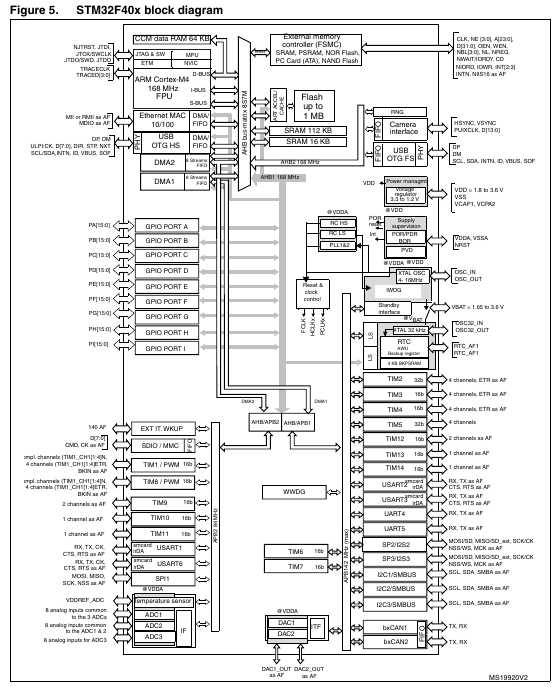 Figure 5. STM32F40x block diagram
CCM data RAM 64 KB
External memory
controller (FSMC)
SRAM, PSRAM, NOR Flash,
PC Card (ATA), NAND Flash
CLK, NE [3:0], A[23:0],
D[31:0], OEN, WEN,
NBL[3:0], NL, NREG,
NWAIT/IORDY, CD
NIORD, IOWR, INT[2:3]
INTN, NIIS16 as AF
NJTRST, JTDI,
JTCK/SWCLK
JTDO/SWD, JTDO
JTAG & SW
MPU
ETM
NVIC
TRACECLK
TRACED[3:0]
ARM Cortex-M4
168 MHz
FPU
D-BUS
I-BUS
S-BUS
AHB bus-matrix 8S7M
ART ACCEL/
CACHE
Flash
up to
1 MB
SRAM 112 KB
SRAM 16 KB
AHB2 168 MHz
AHB1 168 MHz
MII or RMII as AF
MDIO as AF
Ethernet MAC
10/100
DMA/
FIFO
DP, DM
ULPI:CK, D[7:0], DIR, STP, NXT
SCL/SDA,INTN, ID, VBUS, SOF
PHY
USB
OTG HS
DMA/
FIFO
DMA2
8 Streams
FIFO
DMA1
8 Streams
FIFO
RNG
FIFO
Camera
interface
HSYNC, VSYNC
PUIXCLK, D[13:0]
FIFO
USB
OTG FS
PHY
DP
DM
SCL, SDA, INTN, ID, VBUS, SOF
VDD
Power managmt
Voltage
regulator
3.3 to 1.2 V
VDD = 1.8 to 3.6 V
VSS
VCAP1, VCPA2
@VDD
Supply
supervision
POR/PDR
BOR
PVD
POR
reset
Int
VDDA, VSSA
NRST
@VDDA
RC HS
RC LS
PLL1&2
@VDDA @VDD
XTAL OSC
4- 16MHz
IWDG
OSC_IN
OSC_OUT
Reset &
clock
control
FCLK
HCLKx
PCLKx
Standby
interface
@VBAT
VBAT = 1.65 to 3.6 V
LS
XTAL 32 kHz
OSC32_IN
OSC32_OUT
LS
RTC
AWU
Backup register
4 KB BKPSRAM
RTC_AF1
RTC_AF1
PA[15:0]
GPIO PORT A
PB[15:0]
GPIO PORT B
PC[15:0]
GPIO PORT C
PD[15:0]
GPIO PORT D
PE[15:0]
GPIO PORT E
PF[15:0]
GPIO PORT F
PG[15:0]
GPIO PORT G
PH[15:0]
GPIO PORT H
PI[15:0]
GPIO PORT I
DMA2
DMA1
AHB/APB2
AHB/APB1
140 AF
EXT IT. WKUP
D[7:0]
CMD, CK as AF
SDIO / MMC
FIFO
4 channels (TIM1_CH1[1:4]ETR,
BKIN as AF
TIM1 / PWM 16b
4 channels (TIM1_CH1[1:4]ETR,
BKIN as AF
TIM8 / PWM 16b
2 channels as AF
TIM9 16b
1 channel as AF
TIM10 16b
1 channel as AF
TIM11 16b
RX, TX, CK,
CTS, RTS as AF
smcard
irDA
USART1
RX, TX, CK,
CTS, RTS as AF
smcard
irDA
USART6
MOSI, MISO,
SCK, NSS as AF
SPI1
APB2 84 MHz
VDDREF_ADC
@VDDA
Temperature sensor
8 analog inputs common
to the 3 ADCs
ADC1
8 analog inputs common
to the ADC1 & 2
ADC2
8 analog inputs for ADC3
ADC3
IF
WWDG
TIM6 16b
TIM7 16b
@VDDA
DAC1
DAC2
ITF
DAC1_OUT
as AF
DAC2_OUT
as AF
TIM2 32b
4 channels, ETR as AF
TIM3 16b
4 channels, ETR as AF
TIM4 16b
4 channels, ETR as AF
TIM5 32b
4 channels
TIM12 16b
2 channels as AF
TIM13 16b
1 channel as AF
TIM14 16b
1 channel as AF
USART2
smcard
irDA
RX, TX as AF
CTS, RTS as AF
USART3
smcard
irDA
RX, TX as AF
CTS, RTS as AF
UART4
RX, TX as AF
UART5
RX, TX as AF
SP2/I2S2
MOSI/SD, MISO/SD_ext, SCK/CK
NSS/WS, MCK as AF
SP3/I2S3
MOSI/SD, MISO/SD_ext, SCK/CK
NSS/WS, MCK as AF
I2C1/SMBUS
SCL, SDA, SMBA as AF
I2C2/SMBUS
SCL, SDA, SMBA as AF
I2C3/SMBUS
SCL, SDA, SMBA as AF
bxCAN1
TX, RX
bxCAN2
TX, RX
FIFO
MS19920V2